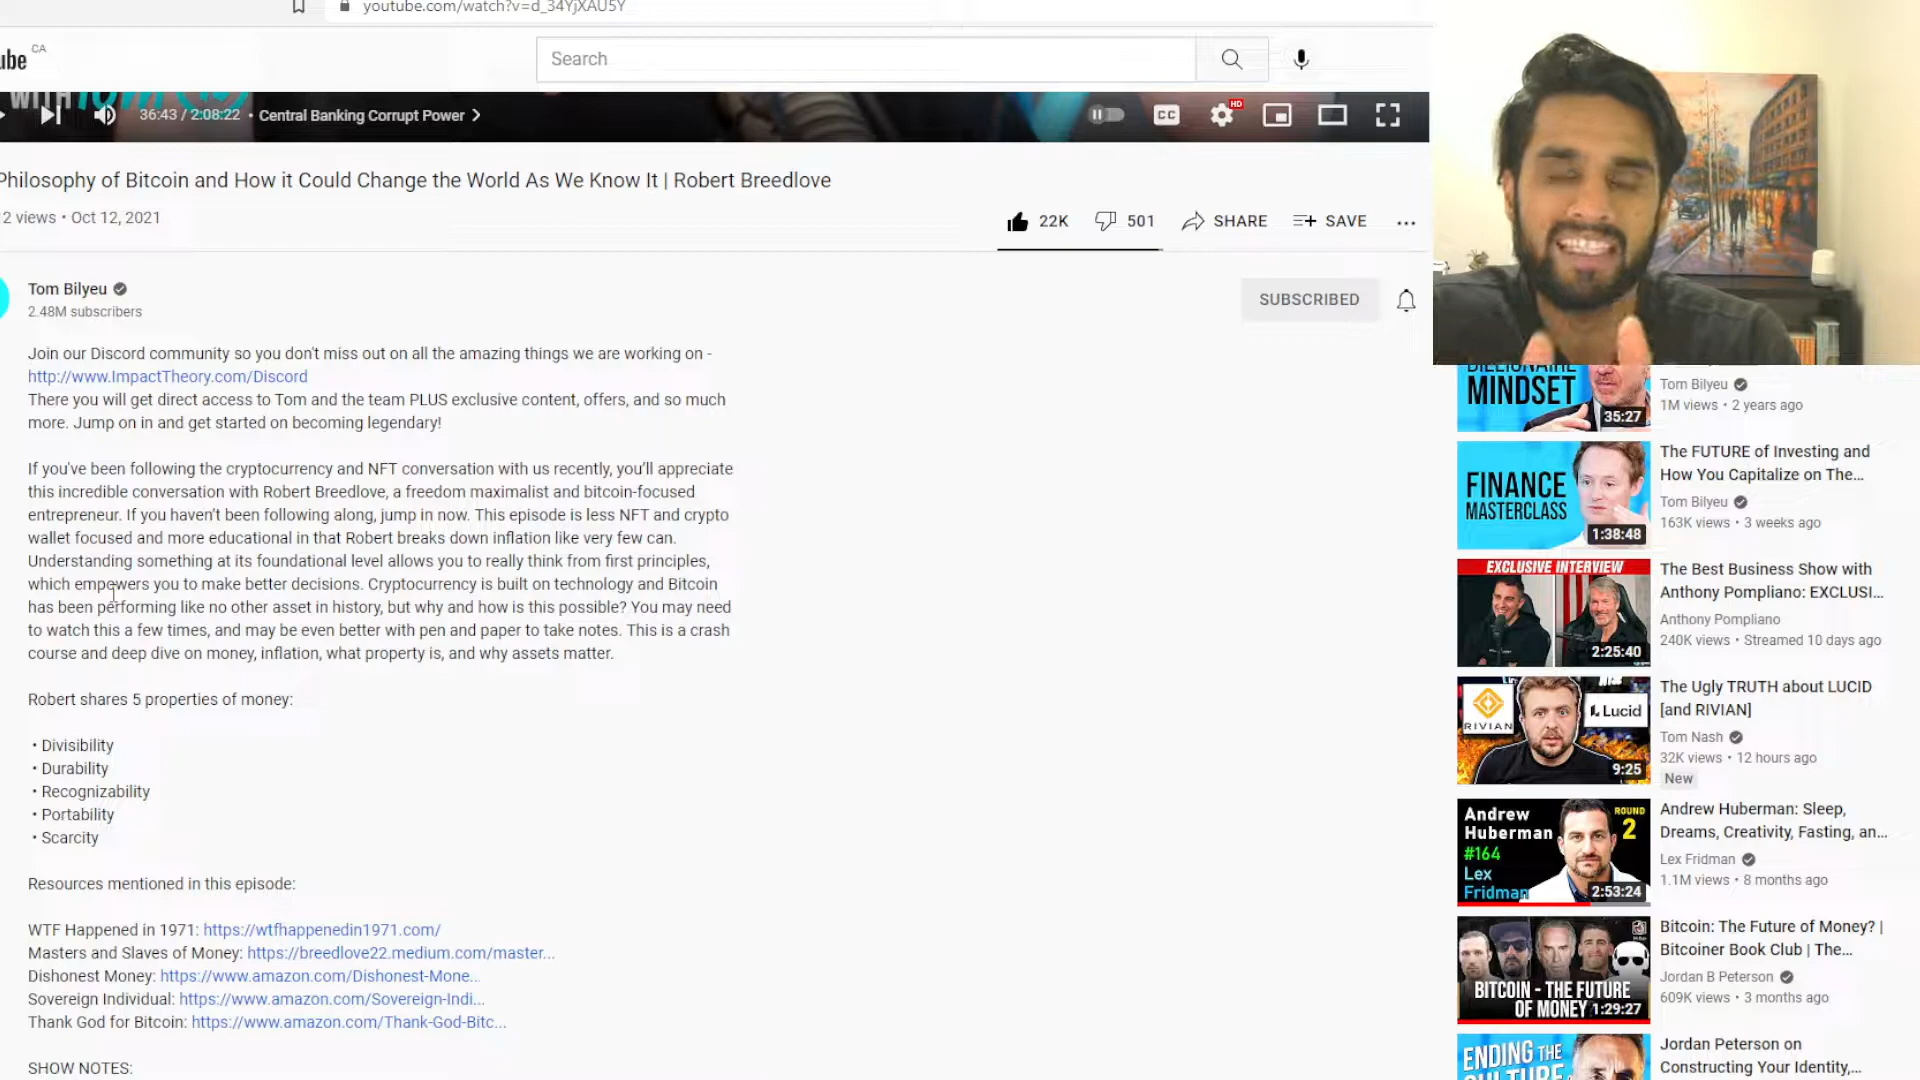 youtube.com/watch?v=d_34YjXAU5Y
ube CA
Search
WITH Tom
36:43 / 2:08:22 • Central Banking Corrupt Power
CC
HD
Philosophy of Bitcoin and How it Could Change the World As We Know It | Robert Breedlove
2 views • Oct 12, 2021
22K 501 SHARE SAVE ...
Tom Bilyeu
2.48M subscribers
SUBSCRIBED
Join our Discord community so you don't miss out on all the amazing things we are working on -
http://www.ImpactTheory.com/Discord
There you will get direct access to Tom and the team PLUS exclusive content, offers, and so much
more. Jump on in and get started on becoming legendary!
If you've been following the cryptocurrency and NFT conversation with us recently, you'll appreciate
this incredible conversation with Robert Breedlove, a freedom maximalist and bitcoin-focused
entrepreneur. If you haven't been following along, jump in now. This episode is less NFT and crypto
wallet focused and more educational in that Robert breaks down inflation like very few can.
Understanding something at its foundational level allows you to really think from first principles,
which empowers you to make better decisions. Cryptocurrency is built on technology and Bitcoin
has been performing like no other asset in history, but why and how is this possible? You may need
to watch this a few times, and may be even better with pen and paper to take notes. This is a crash
course and deep dive on money, inflation, what property is, and why assets matter.
Robert shares 5 properties of money:
• Divisibility
• Durability
• Recognizability
• Portability
• Scarcity
Resources mentioned in this episode:
WTF Happened in 1971: https://wtfhappenedin1971.com/
Masters and Slaves of Money: https://breedlove22.medium.com/master...
Dishonest Money: https://www.amazon.com/Dishonest-Mone...
Sovereign Individual: https://www.amazon.com/Sovereign-Indi...
Thank God for Bitcoin: https://www.amazon.com/Thank-God-Bitc...
SHOW NOTES:
BILLIONAIRE
MINDSET
35:27
Tom Bilyeu
1M views • 2 years ago
FINANCE
MASTERCLASS
1:38:48
The FUTURE of Investing and
How You Capitalize on The...
Tom Bilyeu
163K views • 3 weeks ago
EXCLUSIVE INTERVIEW
2:25:40
The Best Business Show with
Anthony Pompliano: EXCLUSI...
Anthony Pompliano
240K views • Streamed 10 days ago
RIVIAN
Lucid
9:25
The Ugly TRUTH about LUCID
[and RIVIAN]
Tom Nash
32K views • 12 hours ago
New
Andrew
Huberman
#164
Lex
Fridman
ROUND
2
2:53:24
Andrew Huberman: Sleep,
Dreams, Creativity, Fasting, an...
Lex Fridman
1.1M views • 8 months ago
BITCOIN - THE FUTURE
OF MONEY
1:29:27
Bitcoin: The Future of Money? |
Bitcoiner Book Club | The...
Jordan B Peterson
609K views • 3 months ago
ENDING THE
CULTURE
Jordan Peterson on
Constructing Your Identity,...